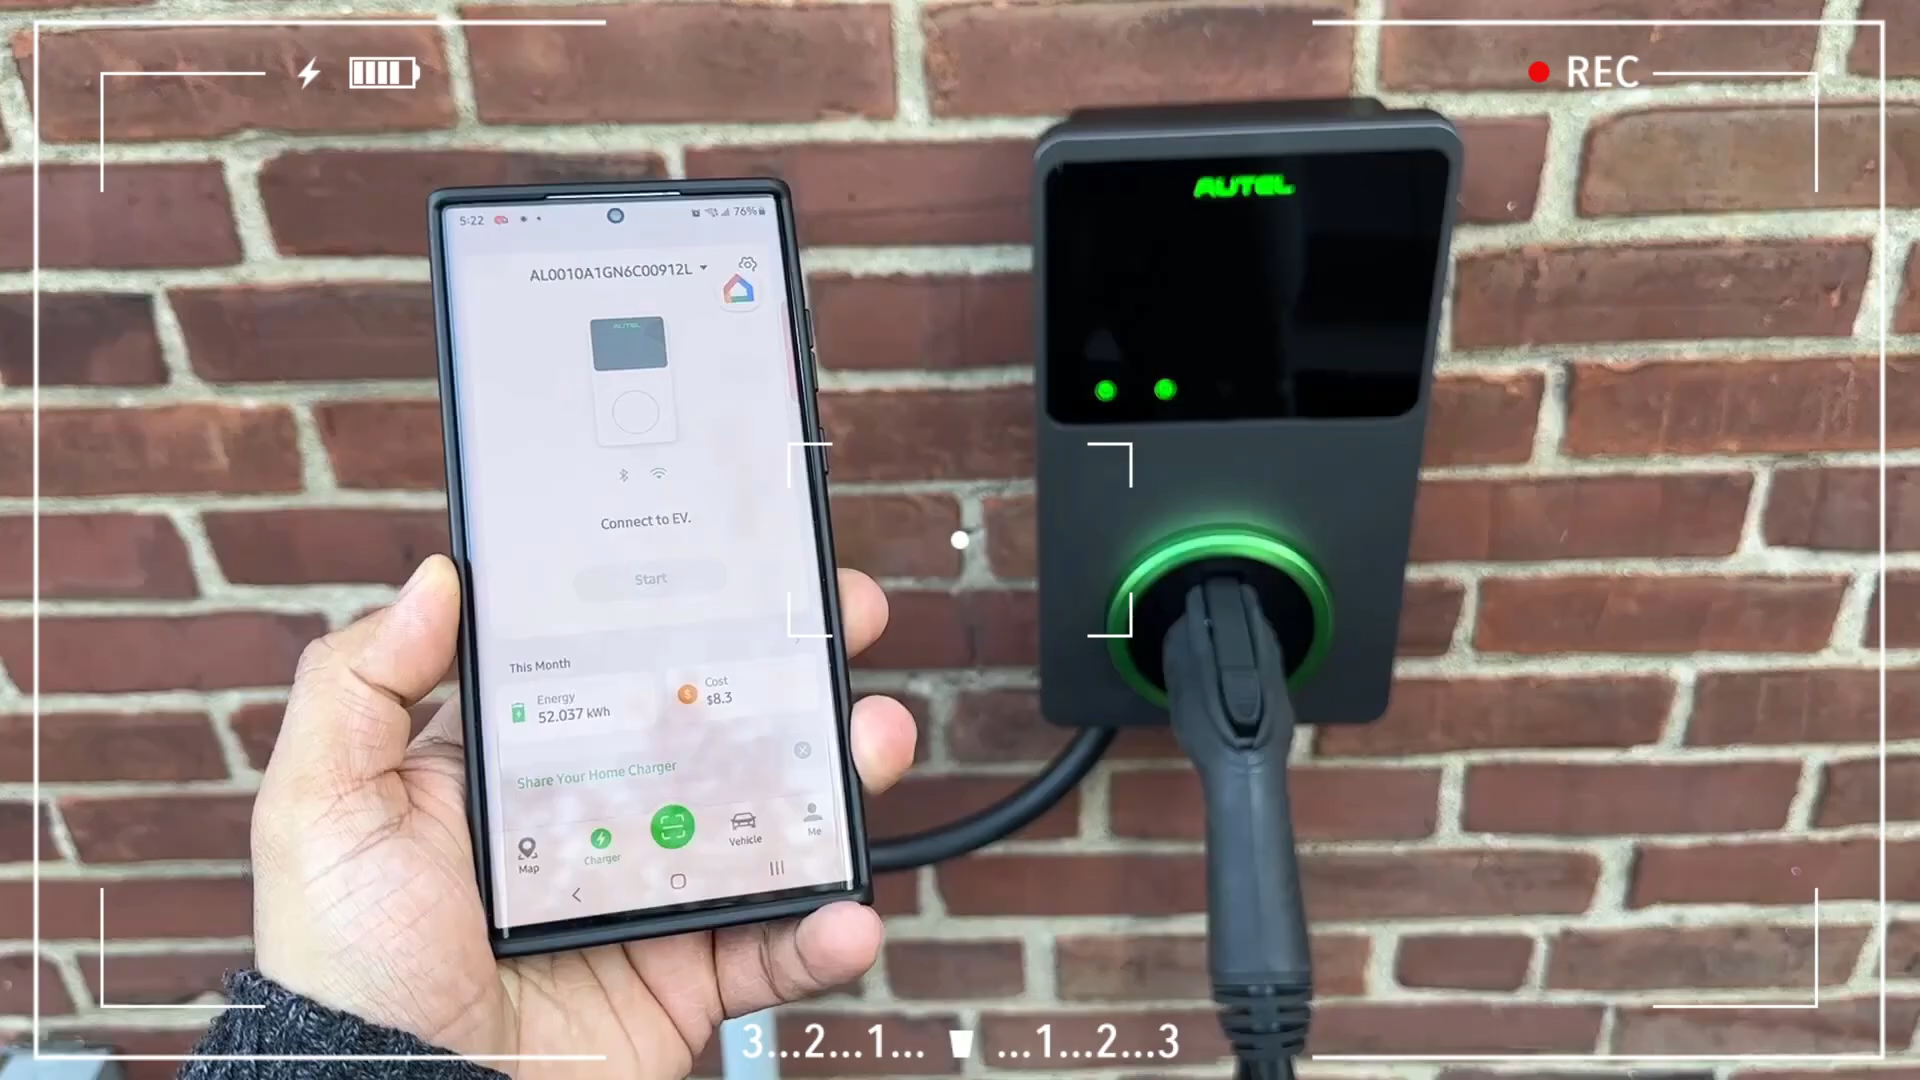 REC
AUTEL
5:22
76%
AL0010A1GN6C00912L
AUTEL
Connect to EV.
Start
This Month
Energy
52.037 kWh
Cost
$8.3
Share Your Home Charger
Map
Charger
Vehicle
Me
3...2...1... ...1...2...3